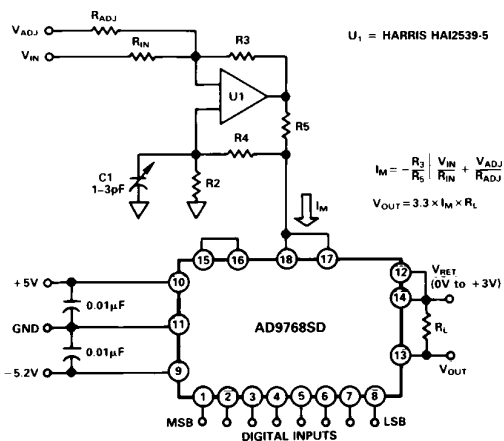 VADJ
RADJ
VIN
RIN
R3
U1 = HARRIS HAI2539-5
U1
R5
R4
C1
1–3pF
R2
IM = − R3/R5 | VIN/RIN + VADJ/RADJ
VOUT = 3.3 × IM × RL
IM
15
16
18
17
12
VRET
(0V to +3V)
+5V
10
14
0.01μF
GND
11
AD9768SD
RL
0.01μF
−5.2V
9
13
VOUT
1
2
3
4
5
6
7
8
MSB
LSB
DIGITAL INPUTS